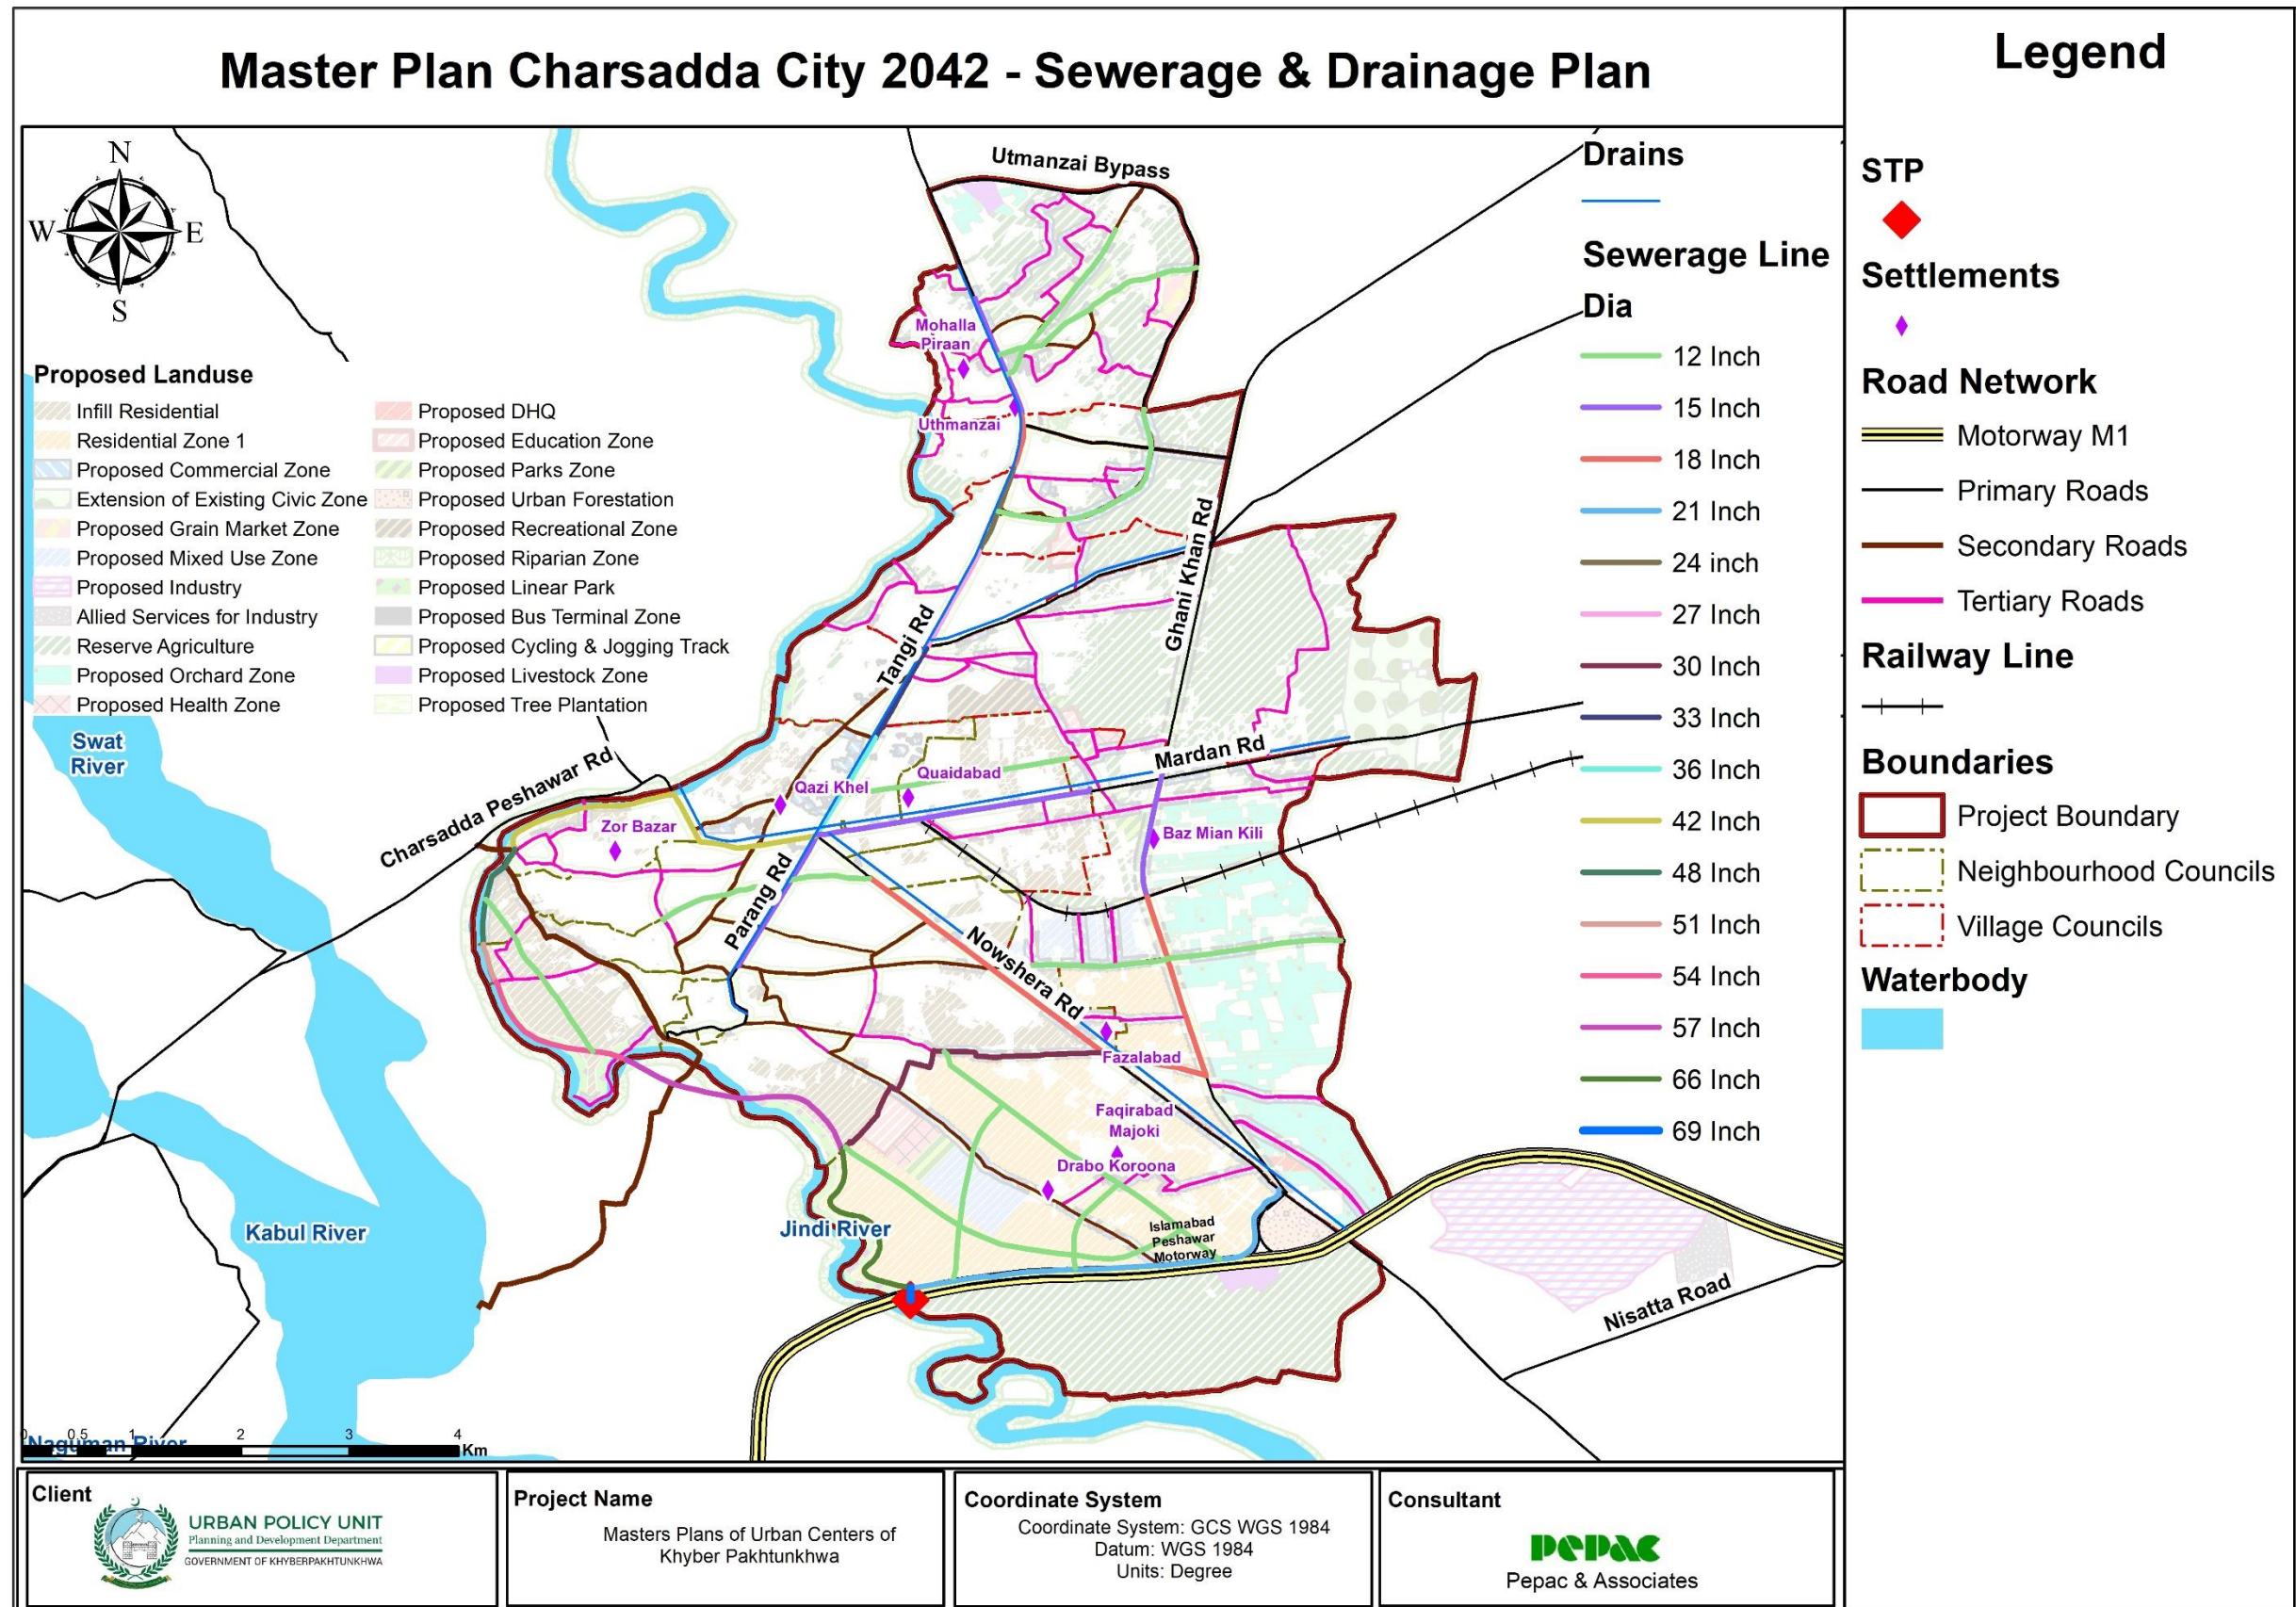 Master Plan Charsadda City 2042 - Sewerage & Drainage Plan
N
W
E
S
Proposed Landuse
Infill Residential
Residential Zone 1
Proposed Commercial Zone
Extension of Existing Civic Zone
Proposed Grain Market Zone
Proposed Mixed Use Zone
Proposed Industry
Allied Services for Industry
Reserve Agriculture
Proposed Orchard Zone
Proposed Health Zone
Proposed DHQ
Proposed Education Zone
Proposed Parks Zone
Proposed Urban Forestation
Proposed Recreational Zone
Proposed Riparian Zone
Proposed Linear Park
Proposed Bus Terminal Zone
Proposed Cycling & Jogging Track
Proposed Livestock Zone
Proposed Tree Plantation
Utmanzai Bypass
Mohalla
Piraan
Uthmanzai
Ghani Khan Rd
Tangi Rd
Mardan Rd
Quaidabad
Qazi Khel
Swat
River
Charsadda Peshawar Rd
Zor Bazar
Baz Mian Kili
Parang Rd
Nowshera Rd
Fazalabad
Faqirabad
Majoki
Drabo Koroona
Islamabad
Peshawar
Motorway
Jindi River
Kabul River
Nisatta Road
Naguman River
0 0.5 1 2 3 4
Km
Drains
Sewerage Line
Dia
12 Inch
15 Inch
18 Inch
21 Inch
24 inch
27 Inch
30 Inch
33 Inch
36 Inch
42 Inch
48 Inch
51 Inch
54 Inch
57 Inch
66 Inch
69 Inch
Legend
STP
Settlements
Road Network
Motorway M1
Primary Roads
Secondary Roads
Tertiary Roads
Railway Line
Boundaries
Project Boundary
Neighbourhood Councils
Village Councils
Waterbody
Client
URBAN POLICY UNIT
Planning and Development Department
GOVERNMENT OF KHYBERPAKHTUNKHWA
Project Name
Masters Plans of Urban Centers of
Khyber Pakhtunkhwa
Coordinate System
Coordinate System: GCS WGS 1984
Datum: WGS 1984
Units: Degree
Consultant
pepac
Pepac & Associates